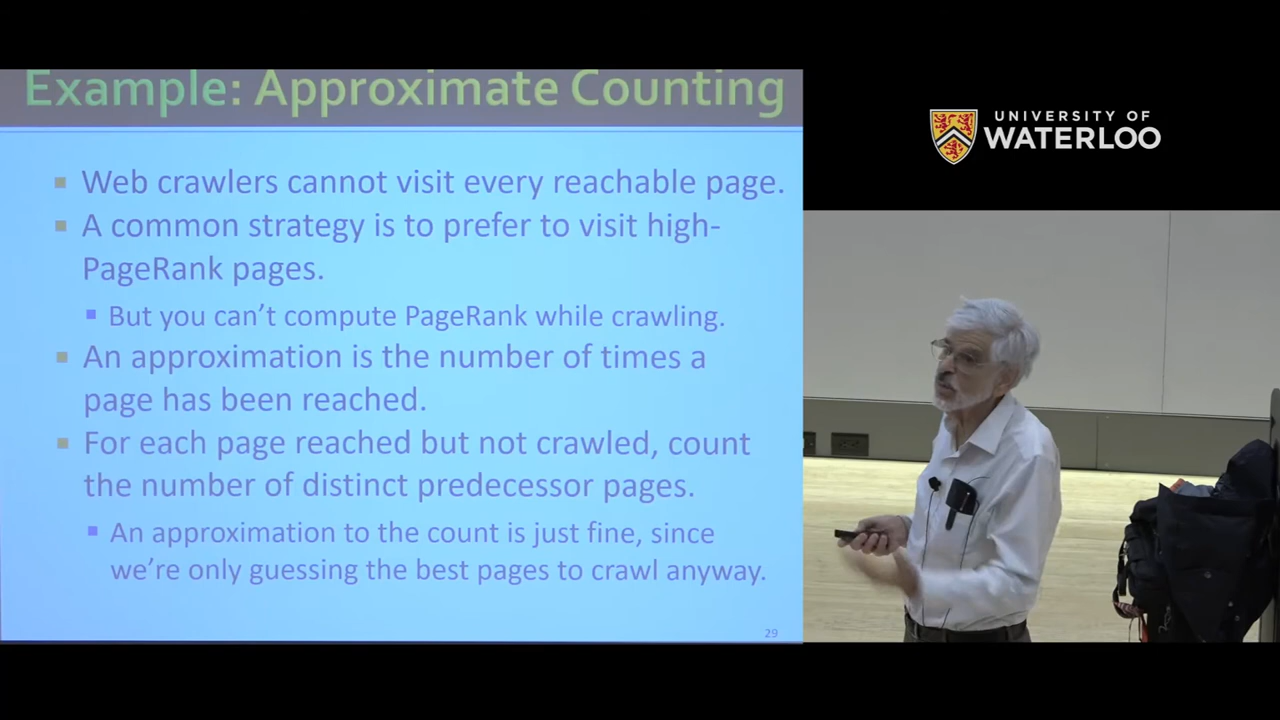 Example: Approximate Counting
UNIVERSITY OF
WATERLOO
Web crawlers cannot visit every reachable page.
A common strategy is to prefer to visit high-
PageRank pages.
But you can’t compute PageRank while crawling.
An approximation is the number of times a
page has been reached.
For each page reached but not crawled, count
the number of distinct predecessor pages.
An approximation to the count is just fine, since
we’re only guessing the best pages to crawl anyway.
29